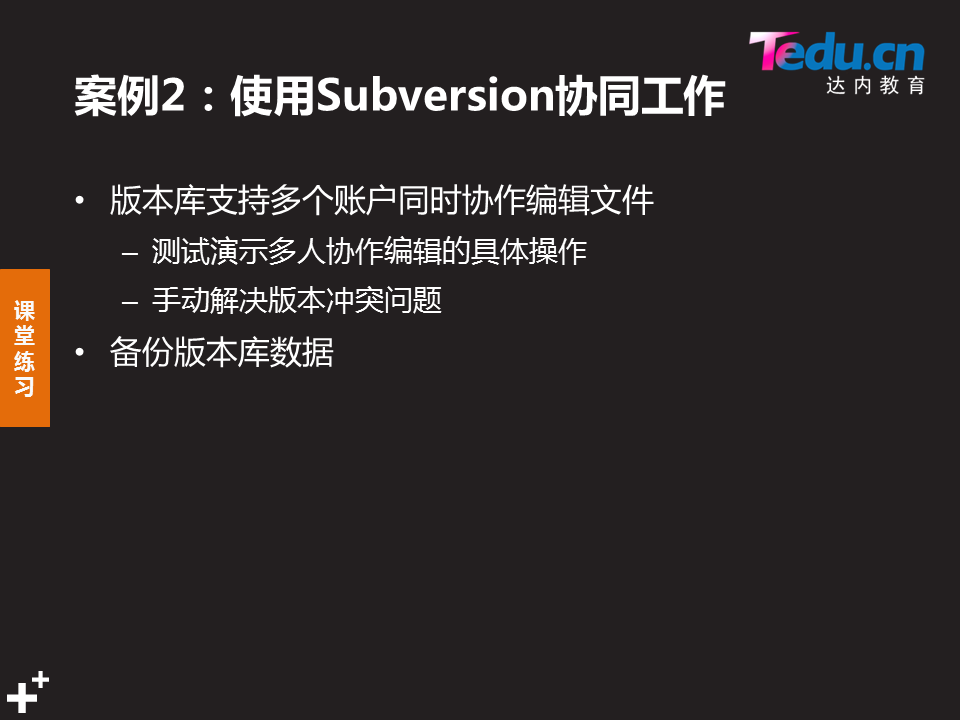 Tedu.cn
达内教育
案例2：使用Subversion协同工作
• 版本库支持多个账户同时协作编辑文件
– 测试演示多人协作编辑的具体操作
– 手动解决版本冲突问题
• 备份版本库数据
课
堂
练
习